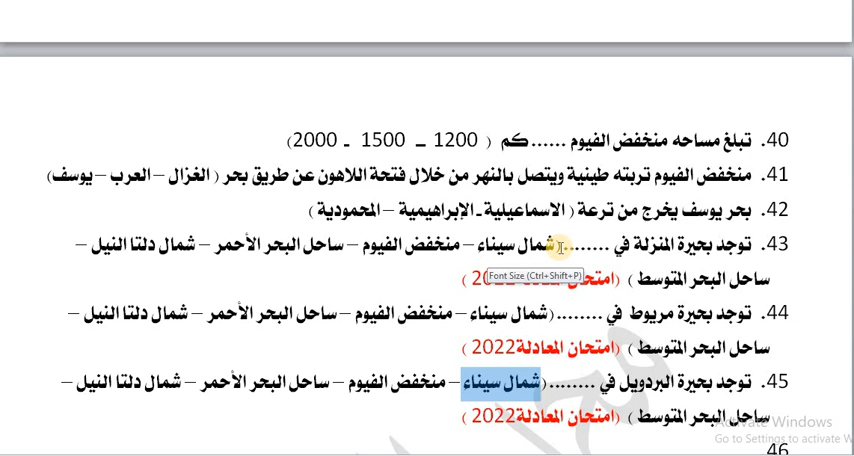 40. تبلغ مساحه منخفض الفيوم ...... كم ( 1200 – 1500 - 2000)
41. منخفض الفيوم تربته طينية ويتصل بالنهر من خلال فتحة اللاهون عن طريق بحر ( الغزال – العرب – يوسف)
42. بحر يوسف يخرج من ترعة ( الاسماعيلية - الإبراهيمية – المحمودية )
43. توجد بحيرة المنزلة في ........(شمال سيناء – منخفض الفيوم – ساحل البحر الأحمر – شمال دلتا النيل –
ساحل البحر المتوسط ) (امتحان
Font Size (Ctrl+Shift+P)
44. توجد بحيرة مريوط في ........(شمال سيناء – منخفض الفيوم – ساحل البحر الأحمر – شمال دلتا النيل –
ساحل البحر المتوسط ) (امتحان المعادلة2022 )
45. توجد بحيرة البردويل في ........(شمال سيناء – منخفض الفيوم – ساحل البحر الأحمر – شمال دلتا النيل –
ساحل البحر المتوسط ) (امتحان المعادلة2022 )
Activate Windows
Go to Settings to activate W
46